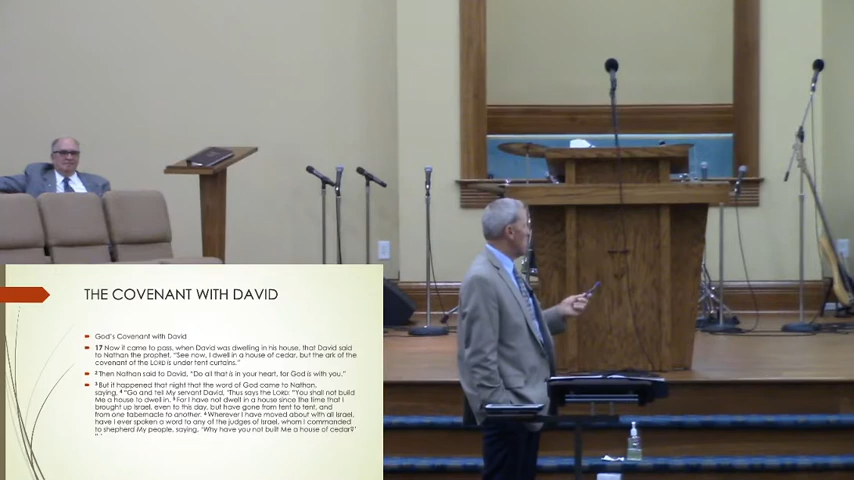 THE COVENANT WITH DAVID
God's Covenant with David
17 Now it came to pass, when David was dwelling in his house, that David said
to Nathan the prophet, "See now, I dwell in a house of cedar, but the ark of the
covenant of the LORD is under tent curtains."
2 Then Nathan said to David, "Do all that is in your heart, for God is with you."
3 But it happened that night that the word of God came to Nathan,
saying, 4 "Go and tell My servant David, 'Thus says the LORD: "You shall not build
Me a house to dwell in. 5 For I have not dwelt in a house since the time that I
brought up Israel, even to this day, but have gone from tent to tent, and
from one tabernacle to another. 6 Wherever I have moved about with all Israel,
have I ever spoken a word to any of the judges of Israel, whom I commanded
to shepherd My people, saying, 'Why have you not built Me a house of cedar?'
" '